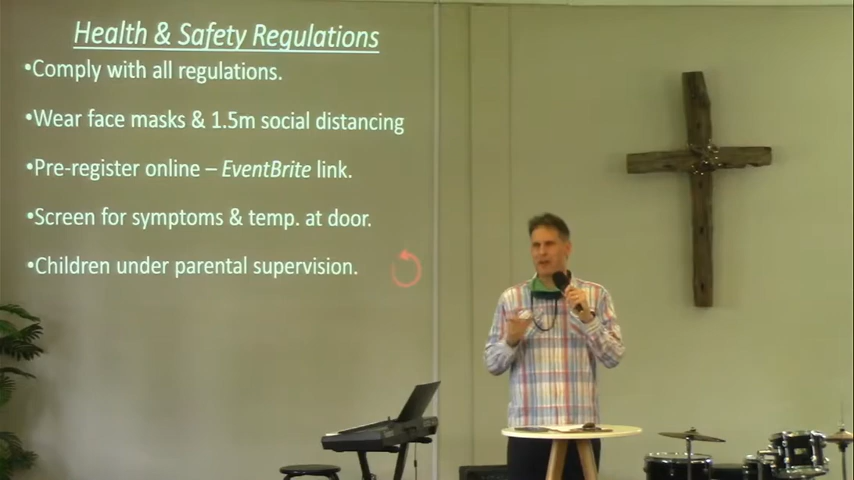 Health & Safety Regulations
•Comply with all regulations.
•Wear face masks & 1.5m social distancing
•Pre-register online – EventBrite link.
•Screen for symptoms & temp. at door.
•Children under parental supervision.